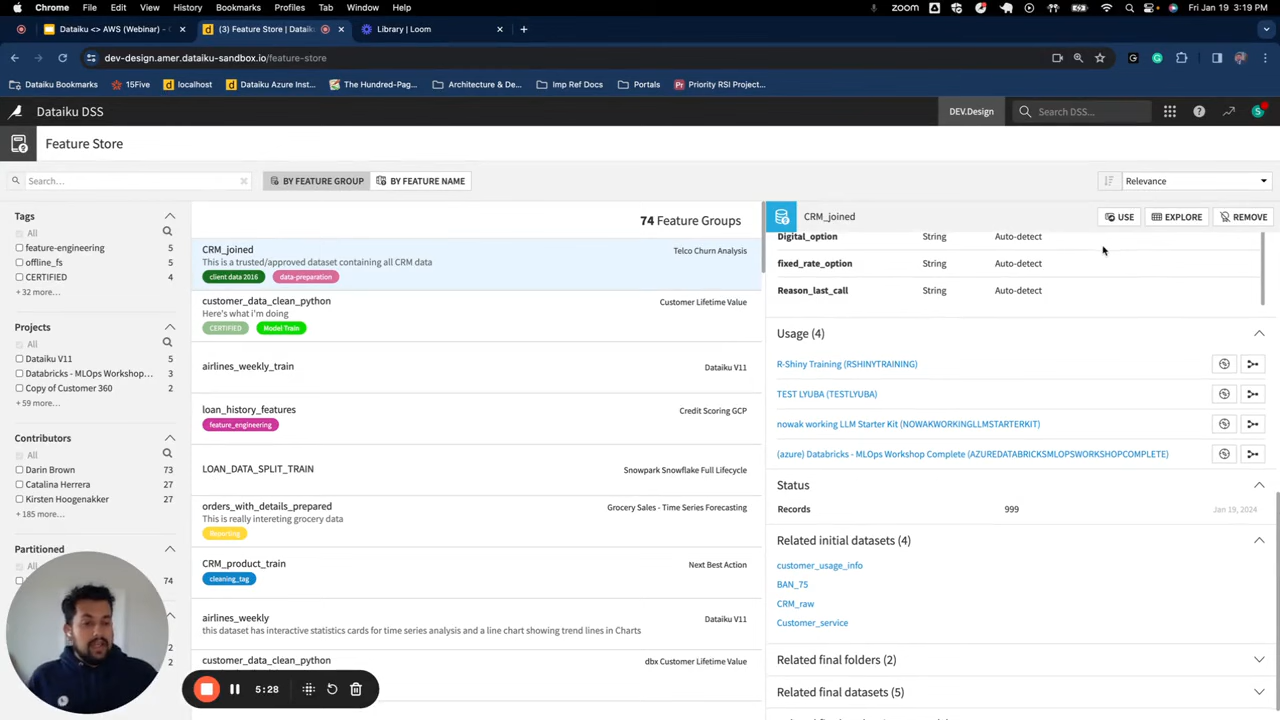 Chrome File Edit View History Bookmarks Profiles Tab Window Help
zoom Fri Jan 19 3:19 PM
Dataiku <> AWS (Webinar) -
(3) Feature Store | Dataik
Library | Loom
dev-design.amer.dataiku-sandbox.io/feature-store
Dataiku Bookmarks 15Five localhost Dataiku Azure Inst... The Hundred-Pag... Architecture & De... Imp Ref Docs Portals Priority RSI Project...
Dataiku DSS
DEV.Design
Search DSS...
Feature Store
Search...
BY FEATURE GROUP
BY FEATURE NAME
Relevance
Tags
All
feature-engineering 5
offline_fs 5
CERTIFIED 4
+ 32 more...
Projects
All
Dataiku V11 5
Databricks - MLOps Workshop... 3
Copy of Customer 360 2
+ 59 more...
Contributors
All
Darin Brown 73
Catalina Herrera 27
Kirsten Hoogenakker 27
+ 185 more...
Partitioned
All
74
2
2
74 Feature Groups
CRM_joined
Telco Churn Analysis
This is a trusted/approved dataset containing all CRM data
client data 2016 data-preparation
customer_data_clean_python
Customer Lifetime Value
Here's what i'm doing
CERTIFIED Model Train
airlines_weekly_train
Dataiku V11
loan_history_features
Credit Scoring GCP
feature_engineering
LOAN_DATA_SPLIT_TRAIN
Snowpark Snowflake Full Lifecycle
orders_with_details_prepared
Grocery Sales - Time Series Forecasting
This is really intereting grocery data
reporting
CRM_product_train
Next Best Action
cleaning_tag
airlines_weekly
Dataiku V11
this dataset has interactive statistics cards for time series analysis and a line chart showing trend lines in Charts
customer_data_clean_python
dbx Customer Lifetime Value
5:28
CRM_joined
USE EXPLORE REMOVE
Digital_option String Auto-detect
fixed_rate_option String Auto-detect
Reason_last_call String Auto-detect
Usage (4)
R-Shiny Training (RSHINYTRAINING)
TEST LYUBA (TESTLYUBA)
nowak working LLM Starter Kit (NOWAKWORKINGLLMSTARTERKIT)
(azure) Databricks - MLOps Workshop Complete (AZUREDATABRICKSMLOPSWORKSHOPCOMPLETE)
Status
Records 999 Jan 19, 2024
Related initial datasets (4)
customer_usage_info
BAN_75
CRM_raw
Customer_service
Related final folders (2)
Related final datasets (5)